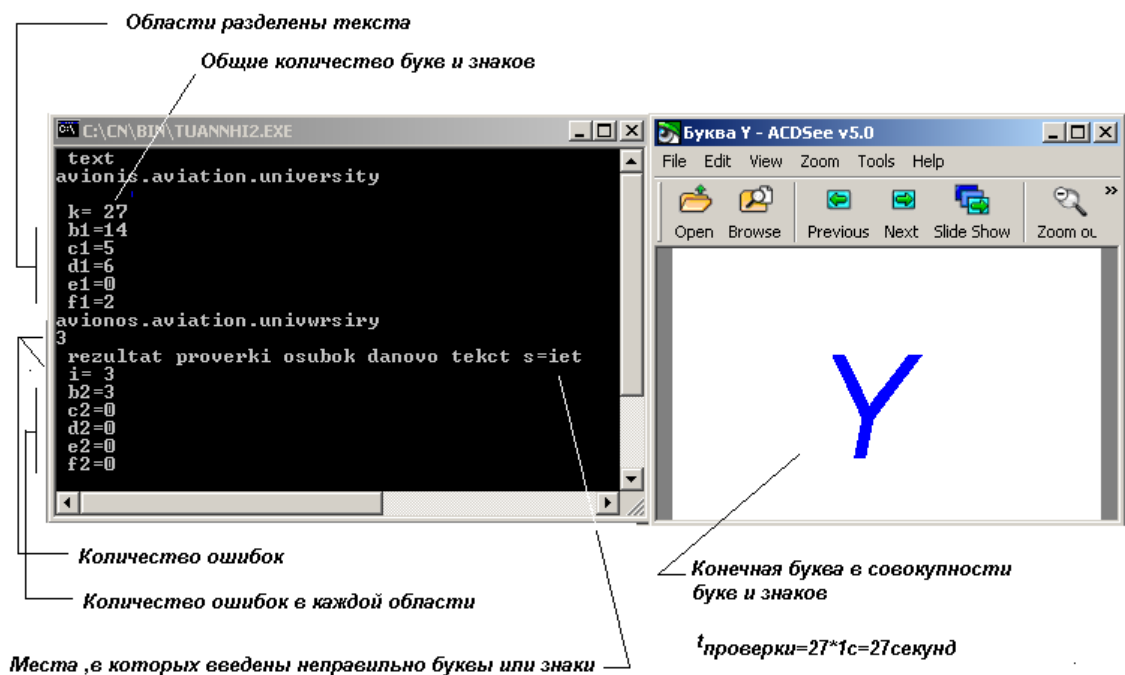 Области разделены текста
Общие количество букв и знаков
C:\CN\BIN\TUANNHI2.EXE
text
avionis.aviation.university
k= 27
b1=14
c1=5
d1=6
e1=0
f1=2
avionos.aviation.univwrsiry
3
rezultat proverki osubok danovo tekct s=iet
i= 3
b2=3
c2=0
d2=0
e2=0
f2=0
Буква Y - ACDSee v5.0
File Edit View Zoom Tools Help
Open Browse Previous Next Slide Show Zoom ou
Y
Количество ошибок
Количество ошибок в каждой области
Места ,в которых введены неправильно буквы или знаки
Конечная буква в совокупности
букв и знаков
tпроверки=27*1с=27секунд